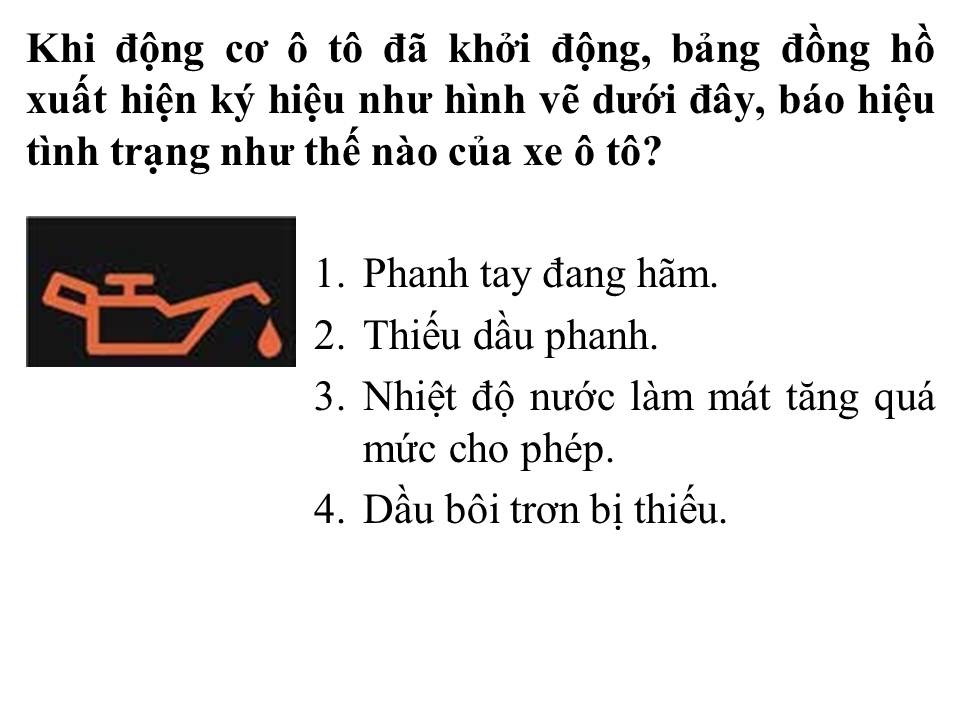 Khi động cơ ô tô đã khởi động, bảng đồng hồ
xuất hiện ký hiệu như hình vẽ dưới đây, báo hiệu
tình trạng như thế nào của xe ô tô?
1. Phanh tay đang hãm.
2. Thiếu dầu phanh.
3. Nhiệt độ nước làm mát tăng quá
mức cho phép.
4. Dầu bôi trơn bị thiếu.